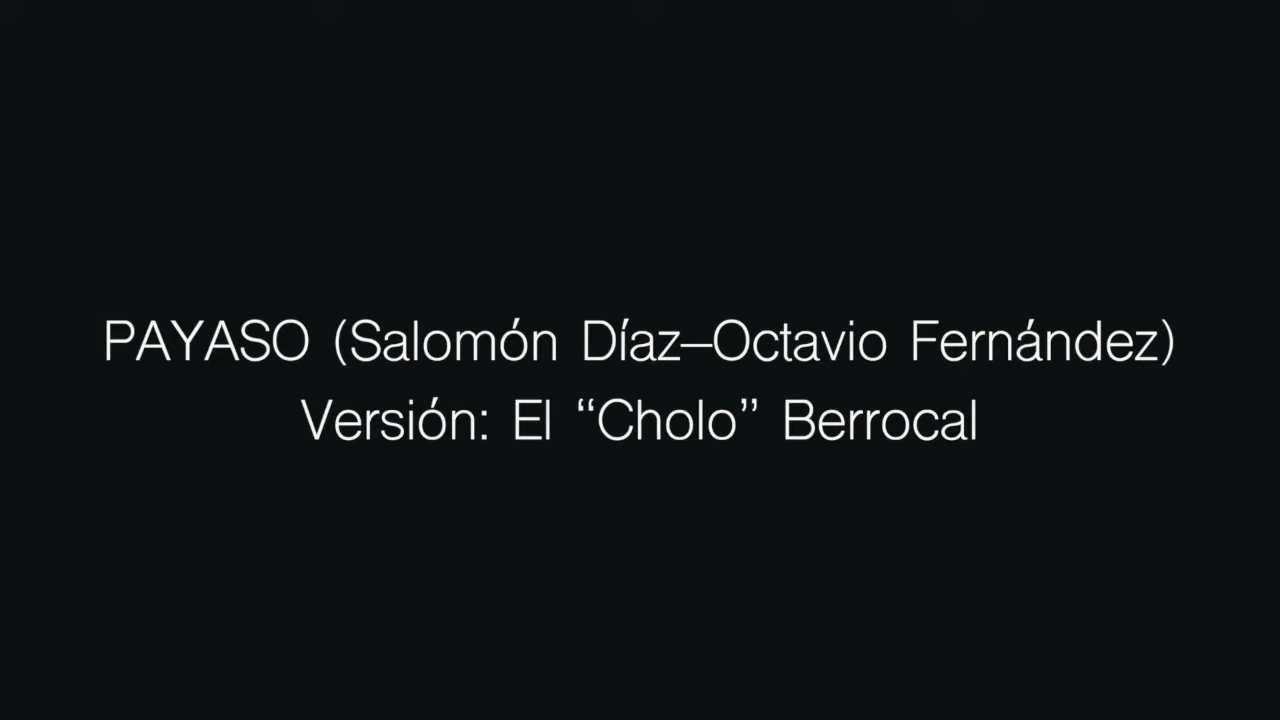 PAYASO (Salomón Díaz–Octavio Fernández)
Versión: El “Cholo” Berrocal